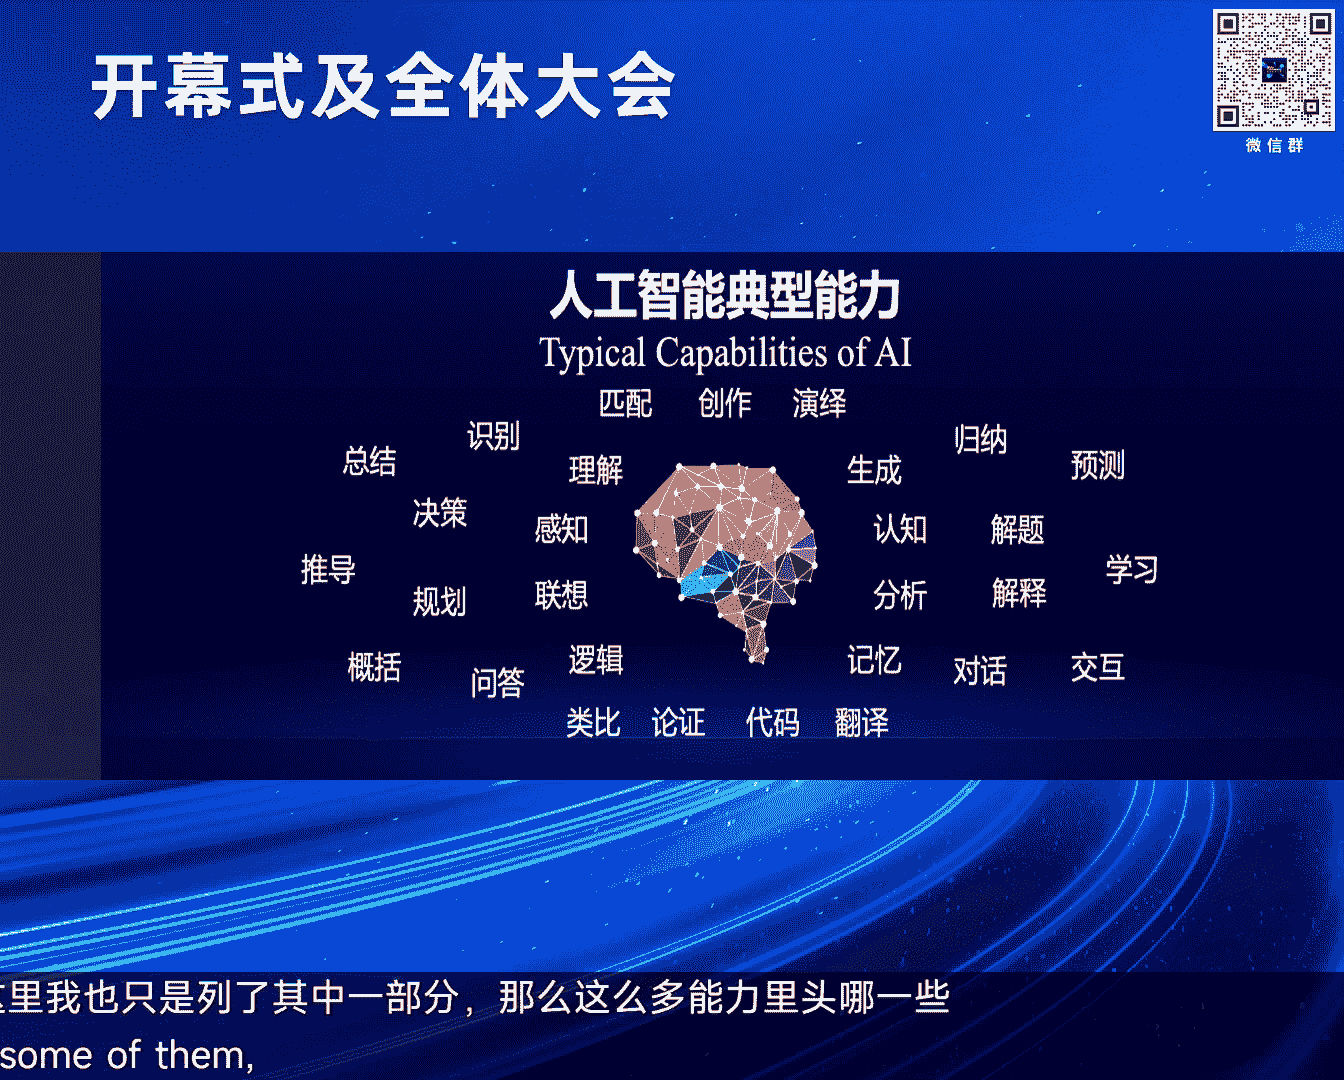 开幕式及全体大会
微信群
人工智能典型能力
Typical Capabilities of AI
匹配 创作 演绎
识别 归纳
总结 理解 生成 预测
决策 感知 认知 解题
推导 学习
规划 联想 分析 解释
概括 问答 逻辑 记忆 对话 交互
类比 论证 代码 翻译
这里我也只是列了其中一部分，那么这么多能力里头哪一些
some of them,